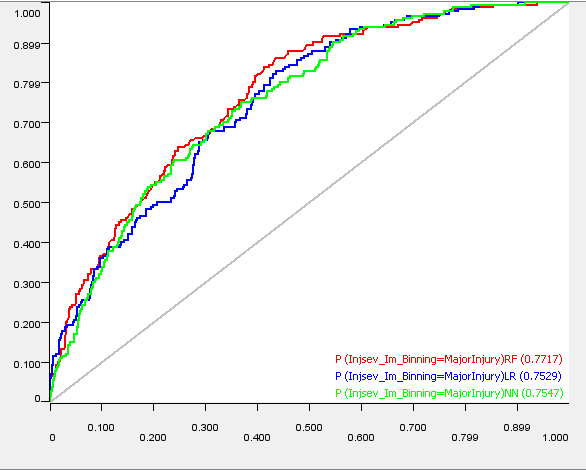 1.000
0.899
0.799
0.700
0.600
0.500
0.400
0.300
0.200
0.100
0
P (Injsev_Im_Binning=MajorInjury)RF (0.7717)
P (Injsev_Im_Binning=MajorInjury)LR (0.7529)
P (Injsev_Im_Binning=MajorInjury)NN (0.7547)
0 0.100 0.200 0.300 0.400 0.500 0.600 0.700 0.799 0.899 1.000